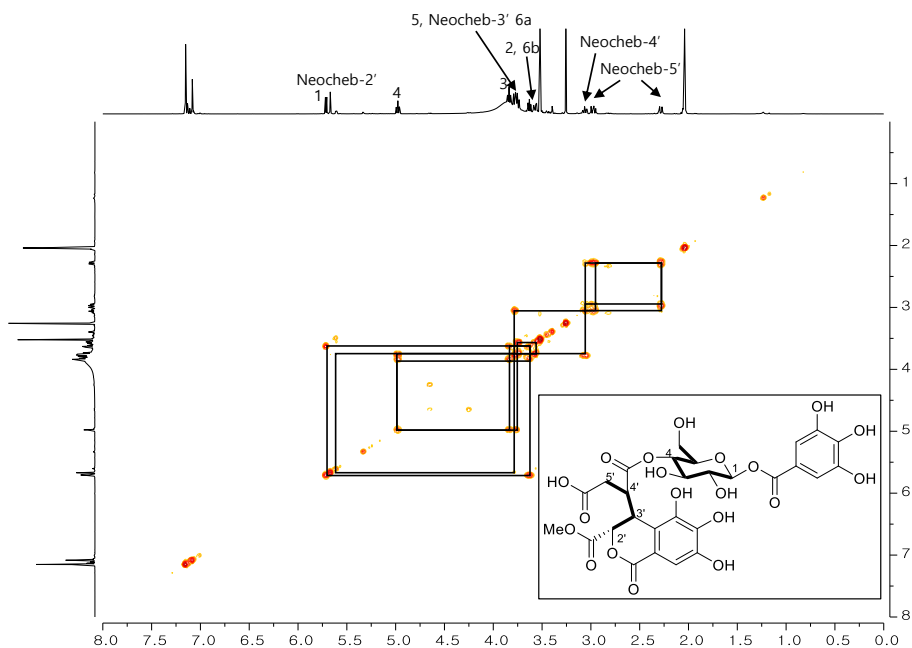 5, Neocheb-3′ 6a
2, 6b
Neocheb-4′
Neocheb-2′
Neocheb-5′
1
4
3
1
2
3
4
5
6
7
8
OH
HO
4
O
1
O
OH
O
O
HO
OH
O
OH
5'
4'
OH
HO
OH
O
3'
OH
MeO
2'
O
O
OH
O
8.0 7.5 7.0 6.5 6.0 5.5 5.0 4.5 4.0 3.5 3.0 2.5 2.0 1.5 1.0 0.5 0.0